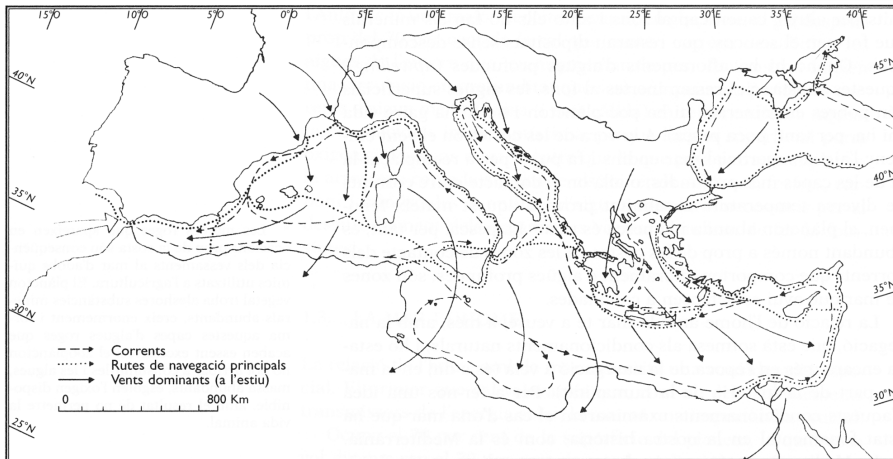 15°O 10°O 5°O 0°E 5°E 10°E 15°E 20°E 25°E 30°E 35°E 40°E
40°N 45°N
35°N 40°N
30°N 35°N
25°N 30°N
Corrents
Rutes de navegació principals
Vents dominants (a l'estiu)
0 800 Km